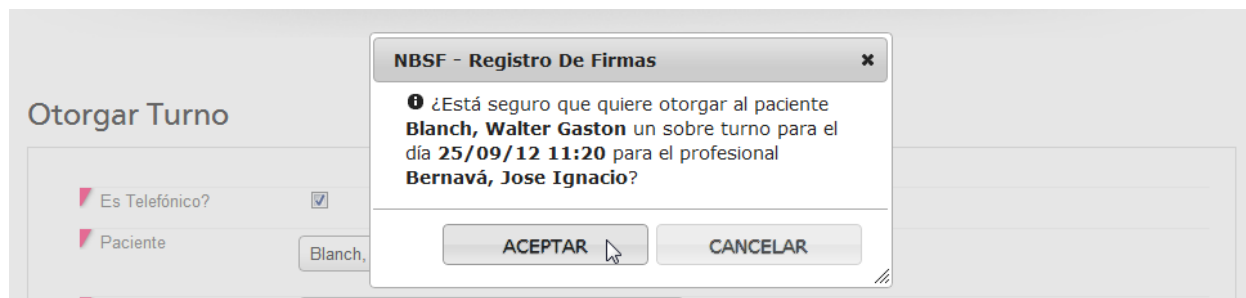 NBSF - Registro De Firmas
¿Está seguro que quiere otorgar al paciente
Blanch, Walter Gaston un sobre turno para el
día 25/09/12 11:20 para el profesional
Bernavá, Jose Ignacio?
ACEPTAR CANCELAR
Otorgar Turno
Es Telefónico?
Paciente Blanch,